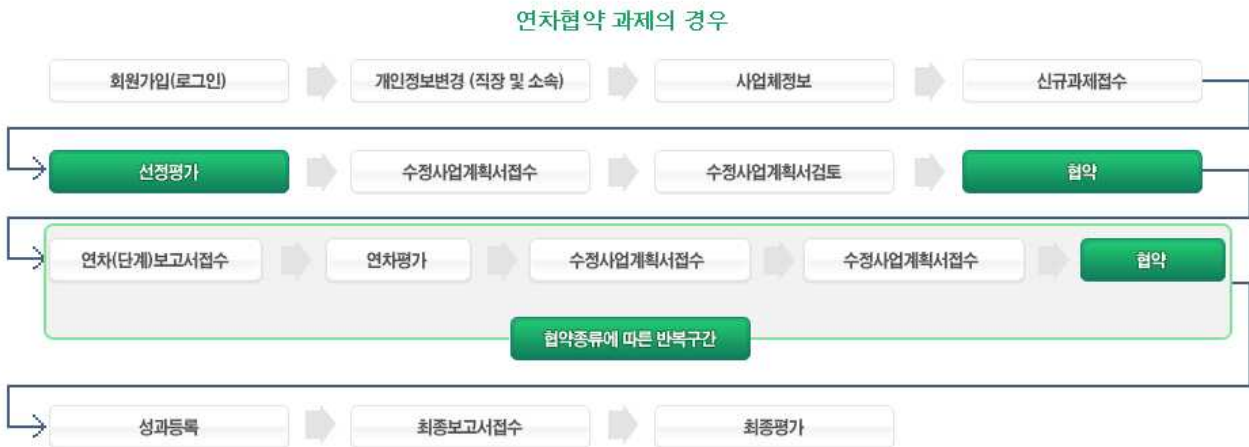 연차협약 과제의 경우
회원가입(로그인)
개인정보변경 (직장 및 소속)
사업체정보
신규과제접수
선정평가
수정사업계획서접수
수정사업계획서검토
협약
연차(단계)보고서접수
연차평가
수정사업계획서접수
수정사업계획서접수
협약
협약종류에 따른 반복구간
성과등록
최종보고서접수
최종평가